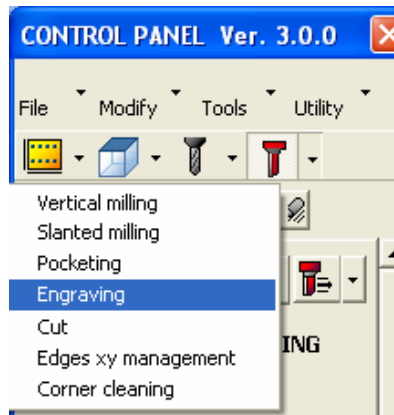 CONTROL PANEL Ver. 3.0.0
File Modify Tools Utility
Vertical milling
Slanted milling
Pocketing
Engraving
Cut
ING
Edges xy management
Corner cleaning